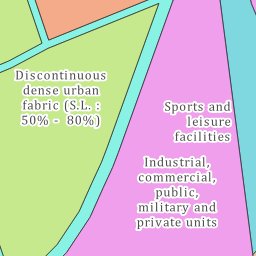 Discontinuous
dense urban
fabric (S.L. :
50% - 80%)
Sports and
leisure
facilities
Industrial,
commercial,
public,
military and
private units